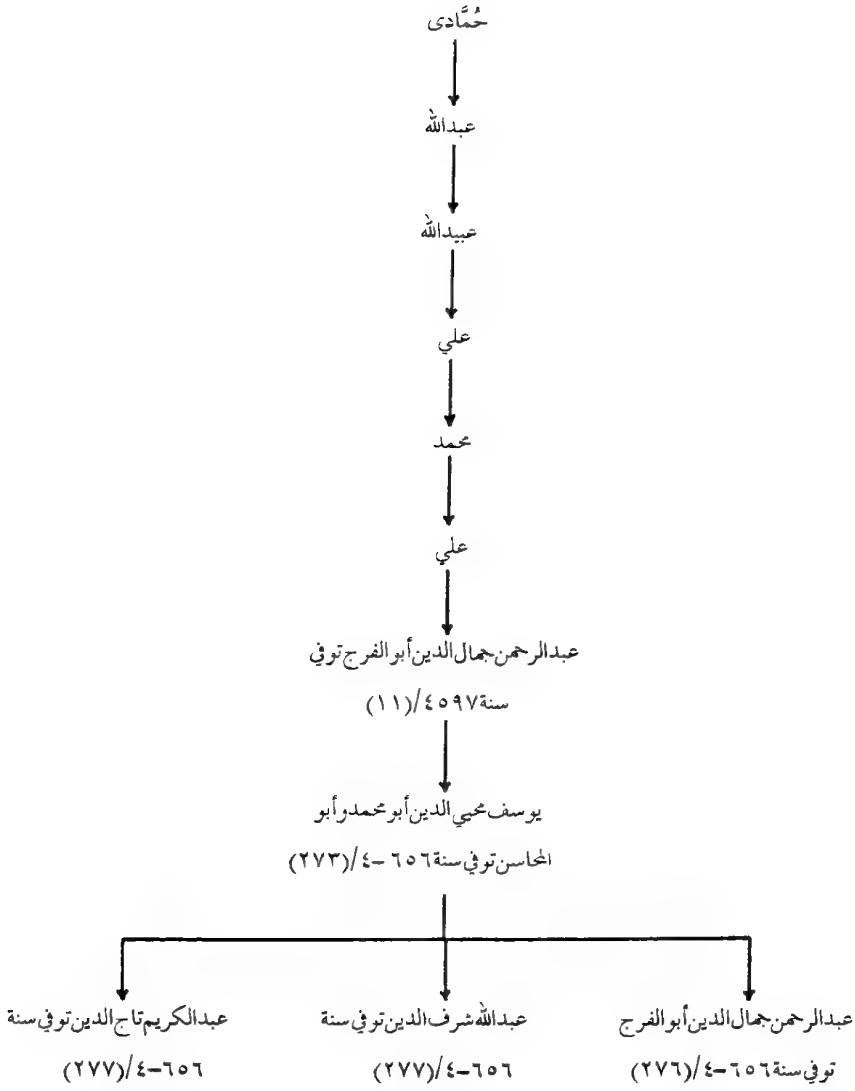 حُمَّادى
عبدالله
عبيدالله
علي
محمد
علي
عبدالرحمن جمال الدين أبو الفرج توفي
سنة ٥٩٧ ٤/(١١)
يوسف محيي الدين أبو محمد وأبو
المحاسن توفي سنة ٦٥٦-٤/(٢٧٣)
عبدالرحمن جمال الدين أبو الفرج
توفي سنة ٦٥٦-٤/(٢٧٦)
عبدالله شرف الدين توفي سنة
٦٥٦-٤/(٢٧٧)
عبدالكريم تاج الدين توفي سنة
٦٥٦-٤/(٢٧٧)